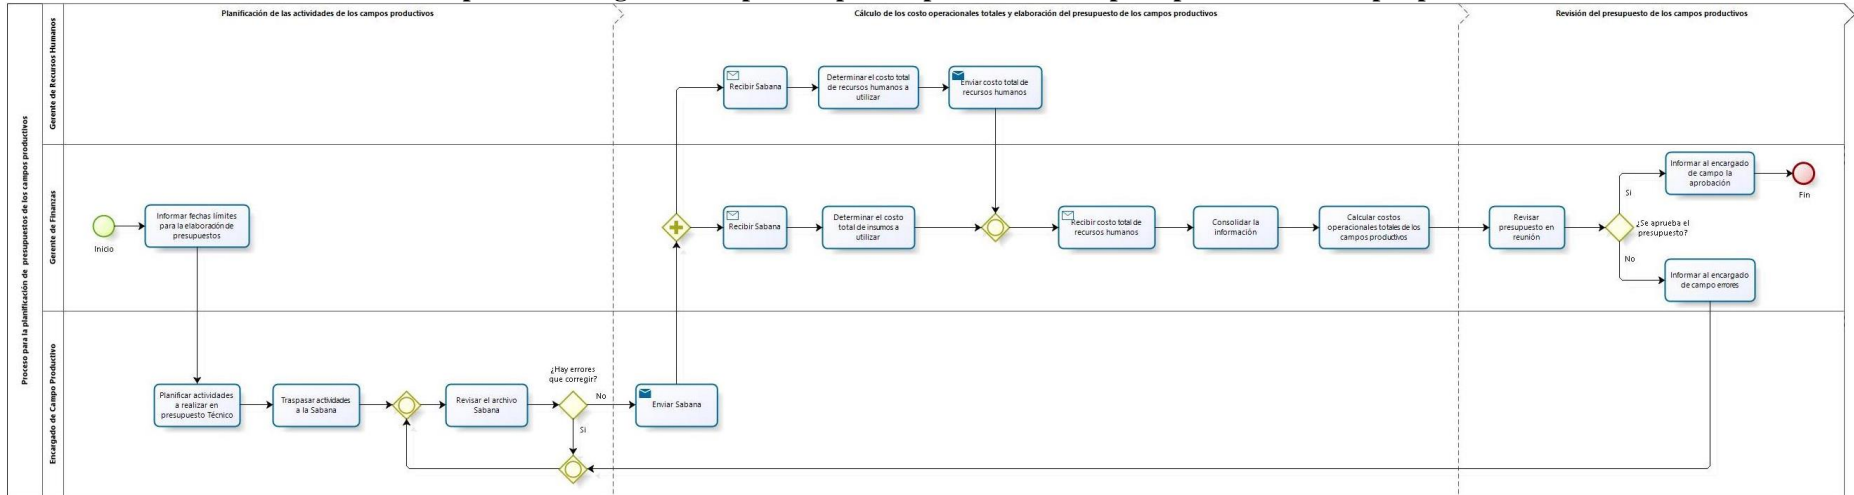 Planificación de las actividades de los campos productivos
Cálculo de los costo operacionales totales y elaboración del presupuesto de los campos productivos
Revisión del presupuesto de los campos productivos
Proceso para la planificación de presupuestos de los campos productivos
Gerente de Recursos Humanos
Recibir Sabana
Determinar el costo total
de recursos humanos a
utilizar
Enviar costo total de
recursos humanos
Gerente de Finanzas
Inicio
Informar fechas límites
para la elaboración de
presupuestos
Recibir Sabana
Determinar el costo
total de insumos a
utilizar
Recibir costo total de
recursos humanos
Consolidar la
información
Calcular costos
operacionales totales de los
campos productivos
Revisar
presupuesto en
reunión
¿Se aprueba el
presupuesto?
Si
Informar al encargado
de campo la
aprobación
Fin
No
Informar al encargado
de campo errores
Encargado de Campo Productivo
Planificar actividades
a realizar en
presupuesto Técnico
Traspasar actividades
a la Sabana
Revisar el archivo
Sabana
¿Hay errores
que corregir?
No
Si
Enviar Sabana